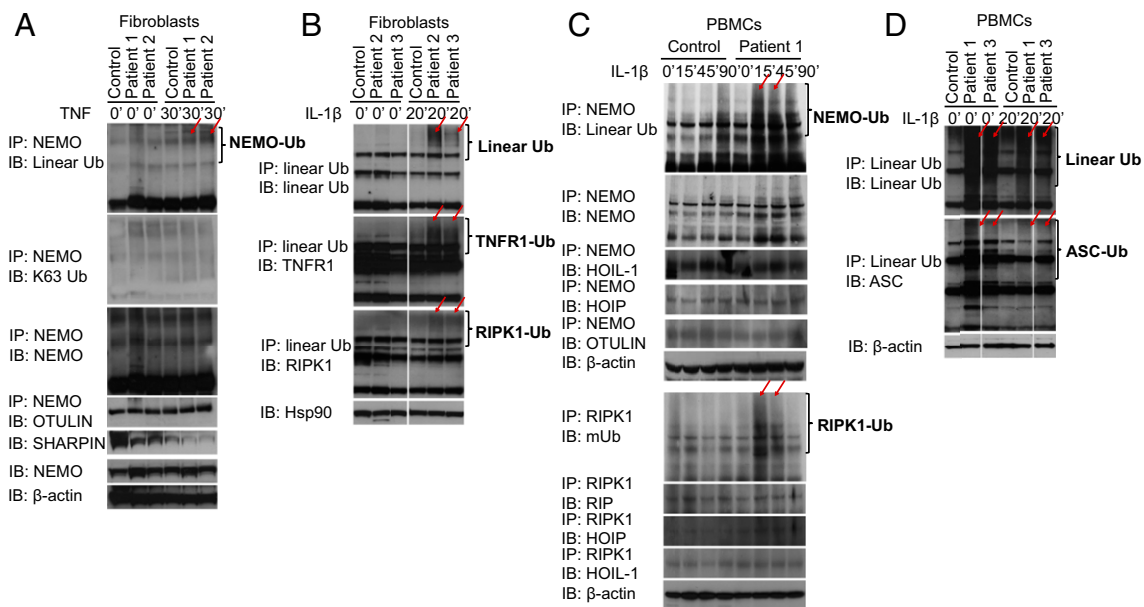 A
Fibroblasts
Control
Patient 1
Patient 2
Control
Patient 1
Patient 2
TNF
0’ 0’ 0’ 30’30’30’
IP: NEMO
IB: Linear Ub
NEMO-Ub
IP: NEMO
IB: K63 Ub
IP: NEMO
IB: NEMO
IP: NEMO
IB: OTULIN
IB: SHARPIN
IB: NEMO
IB: β-actin
B
Fibroblasts
Control
Patient 2
Patient 3
Control
Patient 2
Patient 3
IL-1β
0’ 0’ 0’ 20’20’20’
Linear Ub
IP: linear Ub
IB: linear Ub
TNFR1-Ub
IP: linear Ub
IB: TNFR1
RIPK1-Ub
IP: linear Ub
IB: RIPK1
IB: Hsp90
C
PBMCs
Control Patient 1
IL-1β 0’15’45’90’0’15’45’90’
IP: NEMO
IB: Linear Ub
NEMO-Ub
IP: NEMO
IB: NEMO
IP: NEMO
IB: HOIL-1
IP: NEMO
IB: HOIP
IP: NEMO
IB: OTULIN
IB: β-actin
IP: RIPK1
IB: mUb
RIPK1-Ub
IP: RIPK1
IB: RIP
IP: RIPK1
IB: HOIP
IP: RIPK1
IB: HOIL-1
IB: β-actin
D
PBMCs
Control
Patient 1
Patient 3
Control
Patient 1
Patient 3
IL-1β
0’ 0’ 0’ 20’20’20’
IP: Linear Ub
IB: Linear Ub
Linear Ub
IP: Linear Ub
IB: ASC
ASC-Ub
IB: β-actin